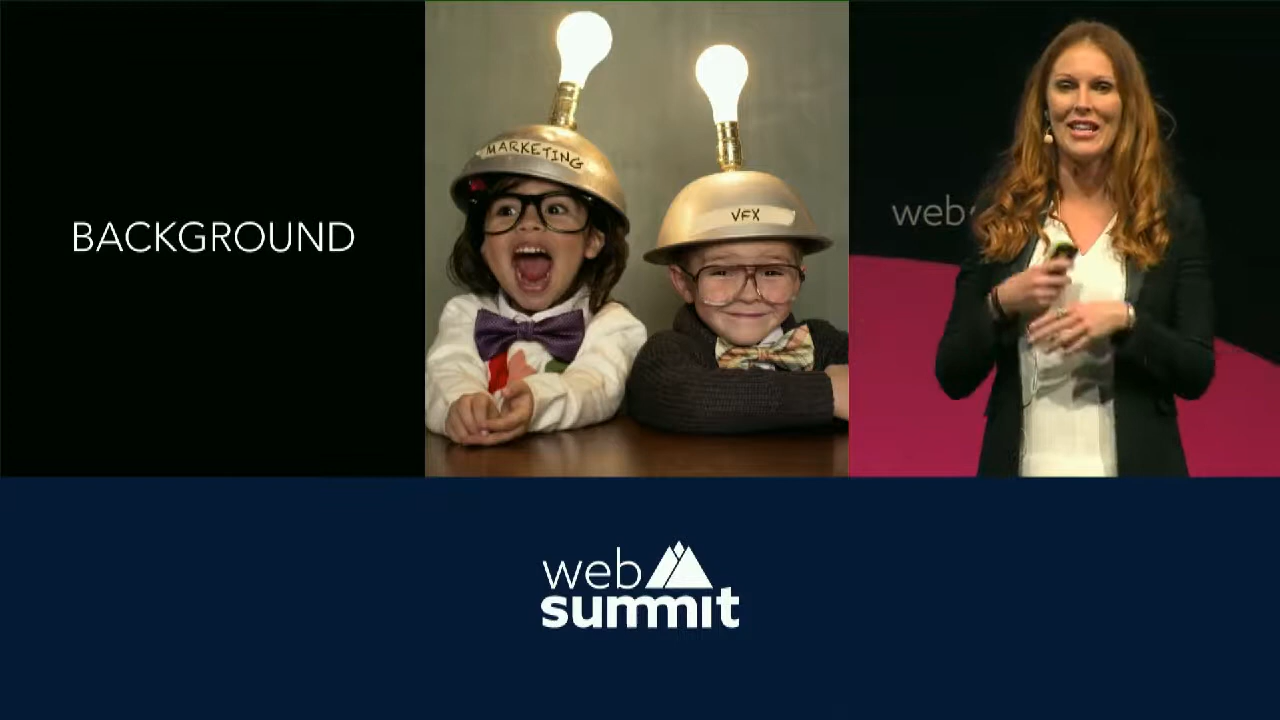 BACKGROUND
MARKETING
VFX
web
web
summit